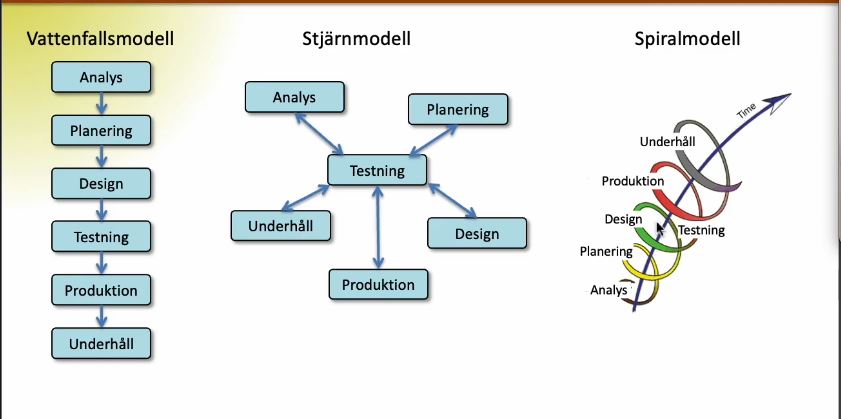 Vattenfallsmodell
Analys
Planering
Design
Testning
Produktion
Underhåll
Stjärnmodell
Analys
Planering
Testning
Underhåll
Design
Produktion
Spiralmodell
Time
Underhåll
Produktion
Design
Testning
Planering
Analys